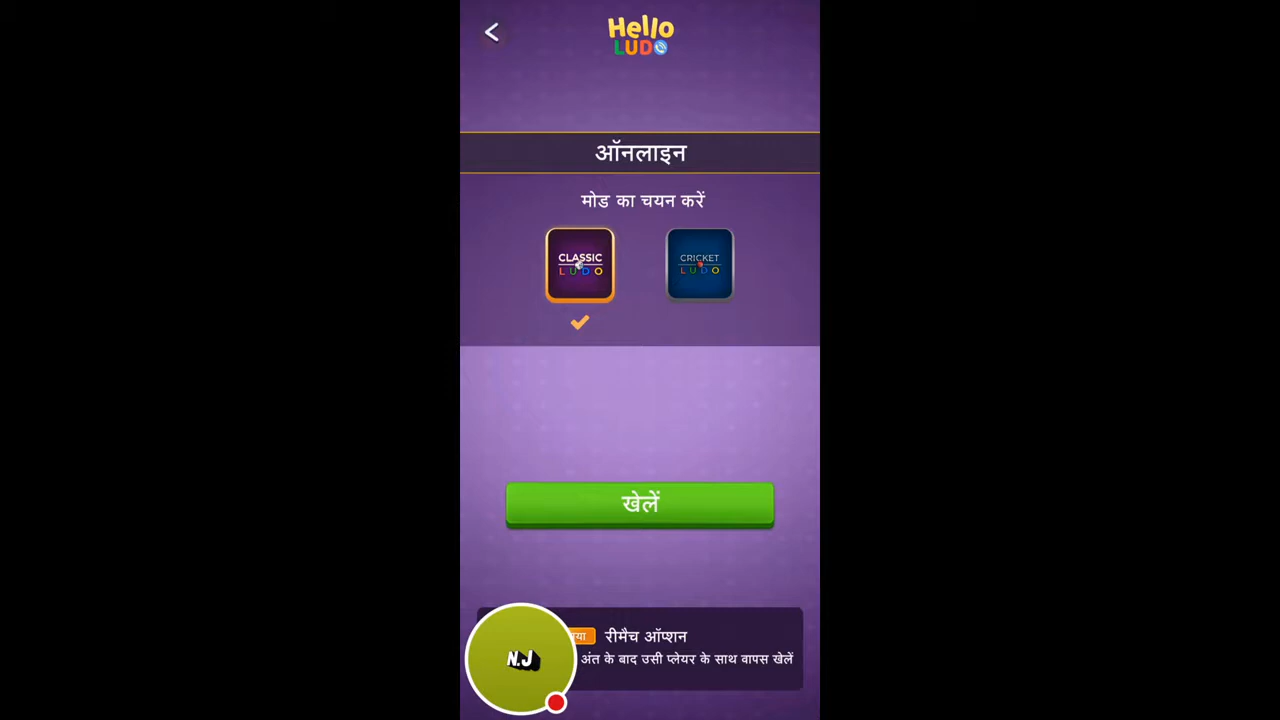 Hello
LUDO
ऑनलाइन
मोड का चयन करें
CLASSIC
LUDO
CRICKET
LUDO
खेलें
रीमैच ऑप्शन
अंत के बाद उसी प्लेयर के साथ वापस खेलें
N.J